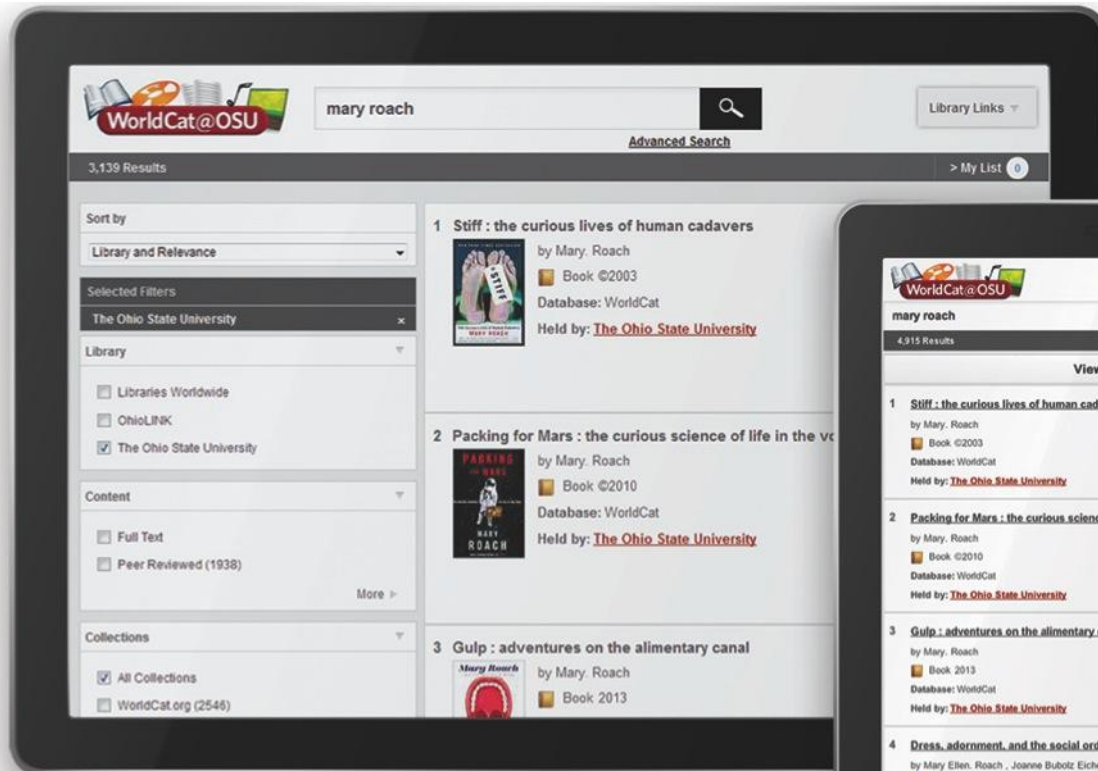 WorldCat@OSU
mary roach
Library Links
Advanced Search
3,139 Results
> My List 0
Sort by
Library and Relevance
Selected Filters
The Ohio State University x
Library
Libraries Worldwide
OhioLINK
The Ohio State University
Content
Full Text
Peer Reviewed (1938)
More
Collections
All Collections
WorldCat.org (2546)
1 Stiff : the curious lives of human cadavers
STIFF
MARY ROACH
by Mary. Roach
Book ©2003
Database: WorldCat
Held by: The Ohio State University
2 Packing for Mars : the curious science of life in the
PACKING
MARS
MARY
ROACH
by Mary. Roach
Book ©2010
Database: WorldCat
Held by: The Ohio State University
3 Gulp : adventures on the alimentary canal
Mary Roach
by Mary. Roach
Book 2013
WorldCat@OSU
mary roach
4,915 Results
1 Stiff : the curious lives of human
by Mary. Roach
Book ©2003
Database: WorldCat
Held by: The Ohio State University
2 Packing for Mars : the curious
by Mary. Roach
Book ©2010
Database: WorldCat
Held by: The Ohio State University
3 Gulp : adventures on the alimentary
by Mary. Roach
Book 2013
Database: WorldCat
Held by: The Ohio State University
4 Dress, adornment, and the social
by Mary Ellen. Roach , Joanne Bubolz